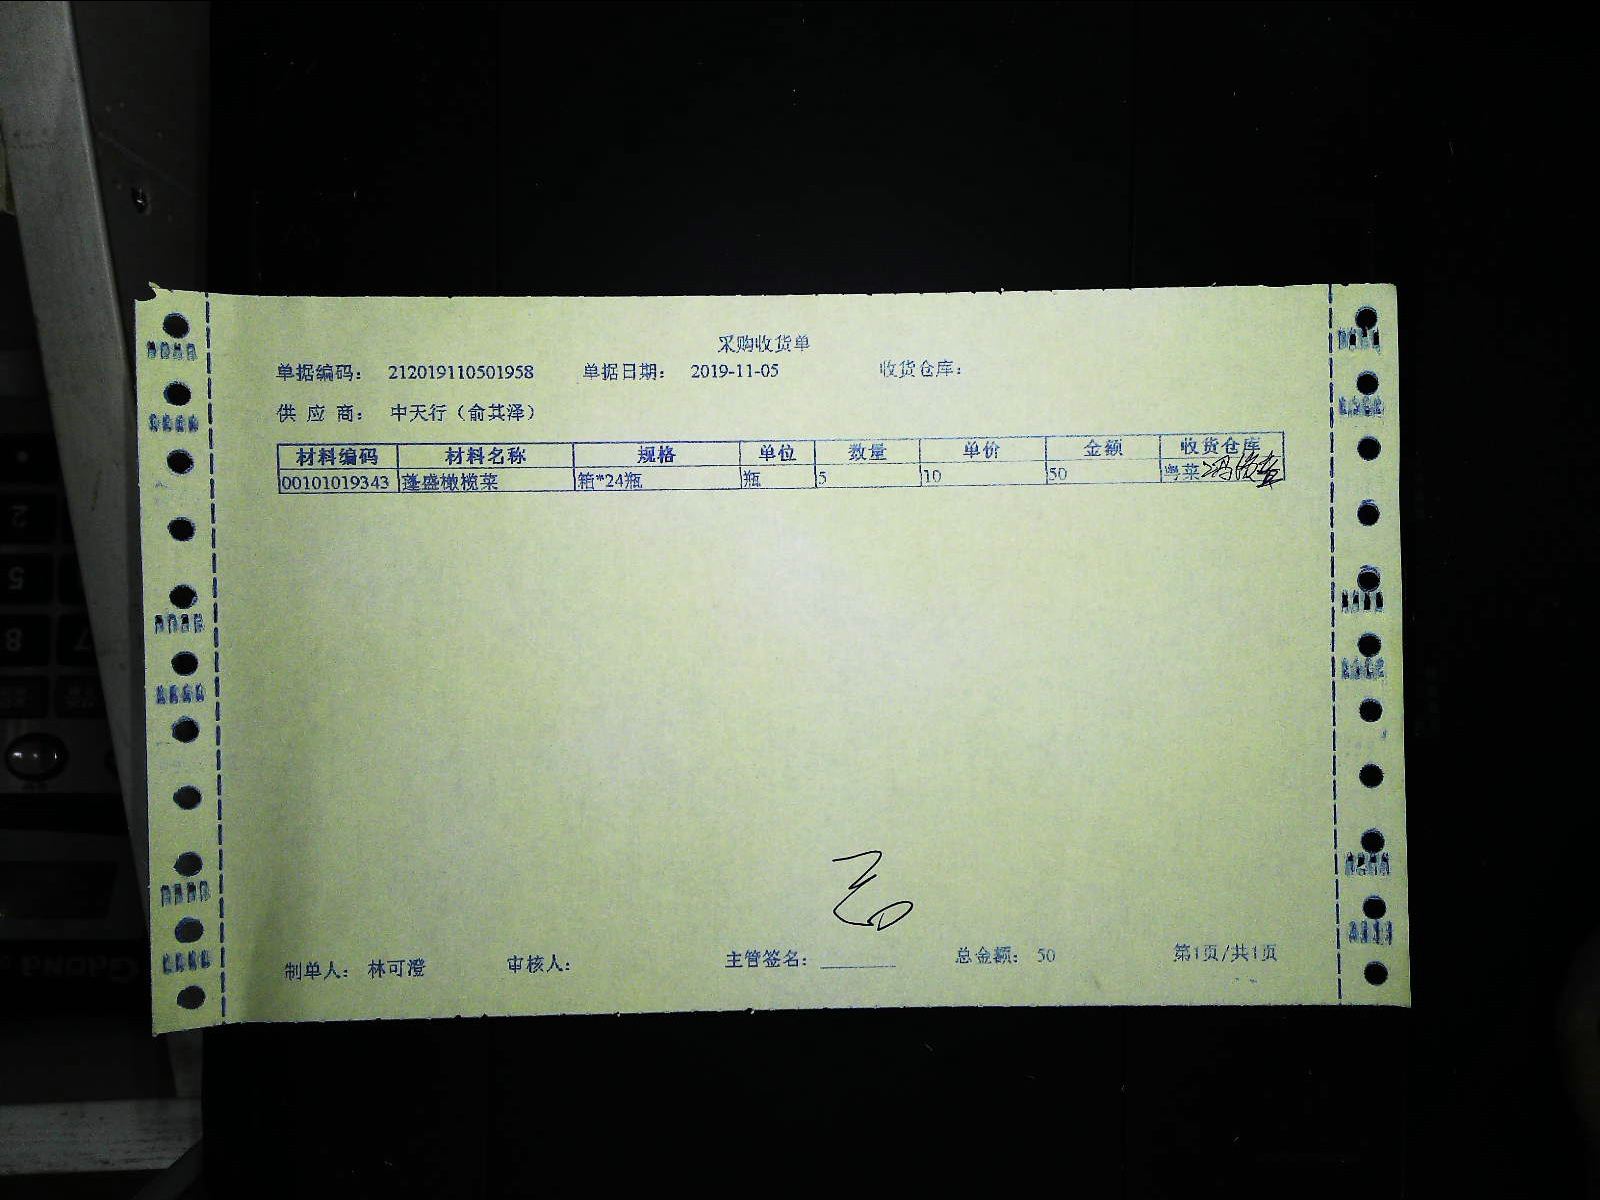 采购收货单
单据编码： 212019110501958 单据日期： 2019-11-05 收货仓库：
供 应 商： 中天行（俞其泽）
材料编码 材料名称 规格 单位 数量 单价 金额 收货仓库
00101019343 蓬盛橄榄菜 箱*24瓶 瓶 5 10 50 粤菜
制单人： 林可澄 审核人： 主管签名： 总金额： 50 第1页/共1页